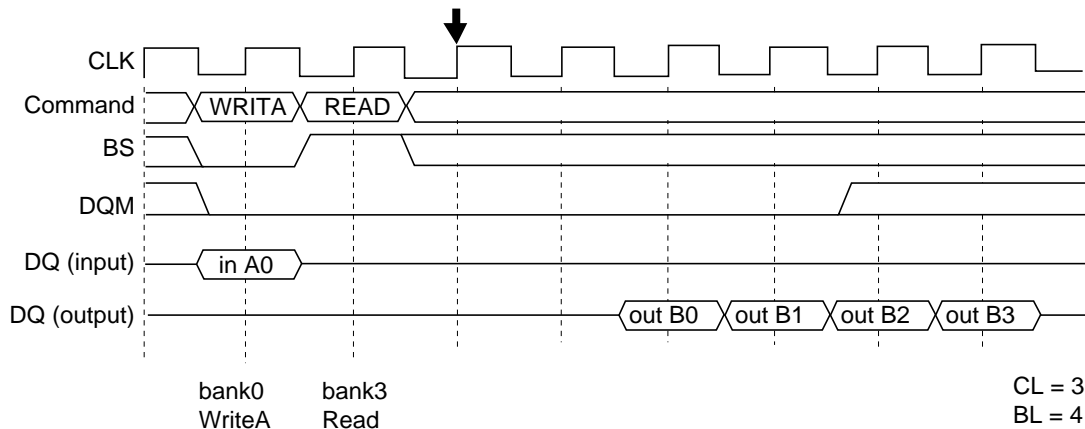 CLK
Command
WRITA
READ
BS
DQM
DQ (input)
in A0
DQ (output)
out B0
out B1
out B2
out B3
bank0
WriteA
bank3
Read
CL = 3
BL = 4